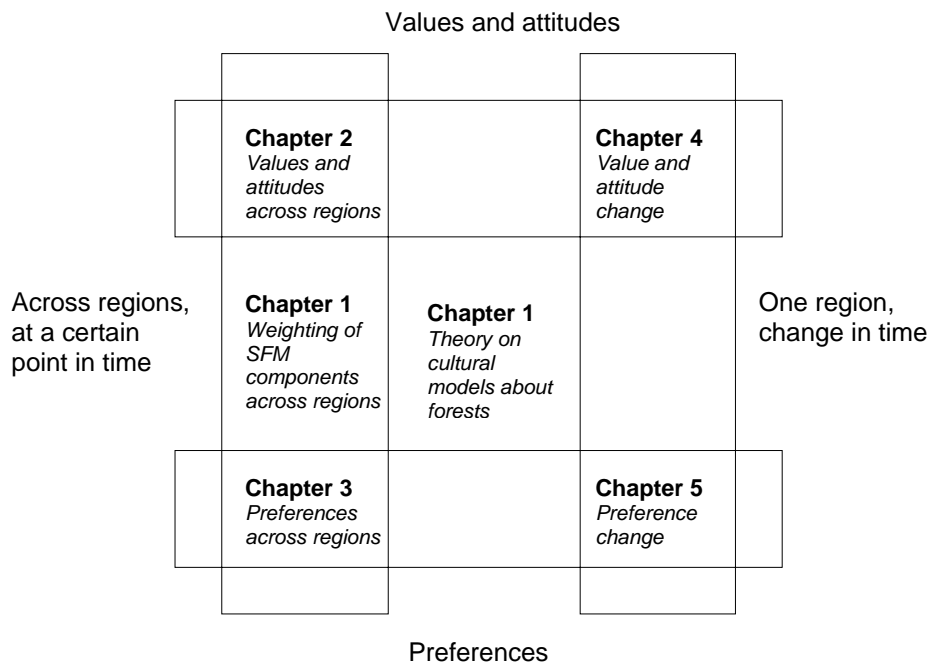 Values and attitudes
Chapter 2
Values and
attitudes
across regions
Chapter 4
Value and
attitude
change
Across regions,
at a certain
point in time
Chapter 1
Weighting of
SFM
components
across regions
Chapter 1
Theory on
cultural
models about
forests
One region,
change in time
Chapter 3
Preferences
across regions
Chapter 5
Preference
change
Preferences